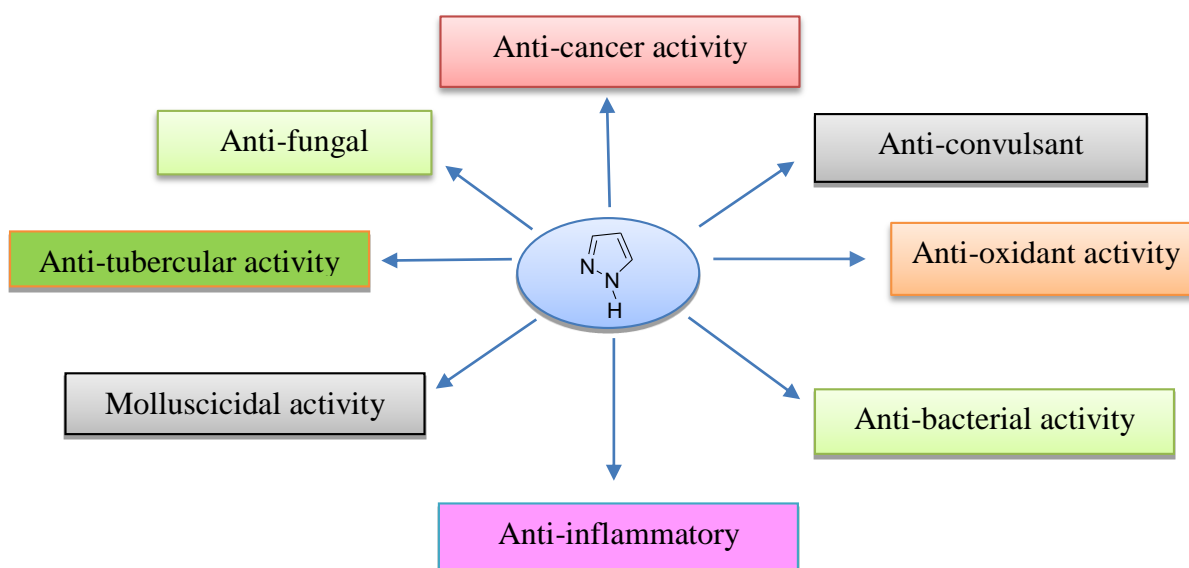 Anti-cancer activity
Anti-fungal
Anti-convulsant
Anti-tubercular activity
Anti-oxidant activity
N
N
H
Molluscicidal activity
Anti-bacterial activity
Anti-inflammatory